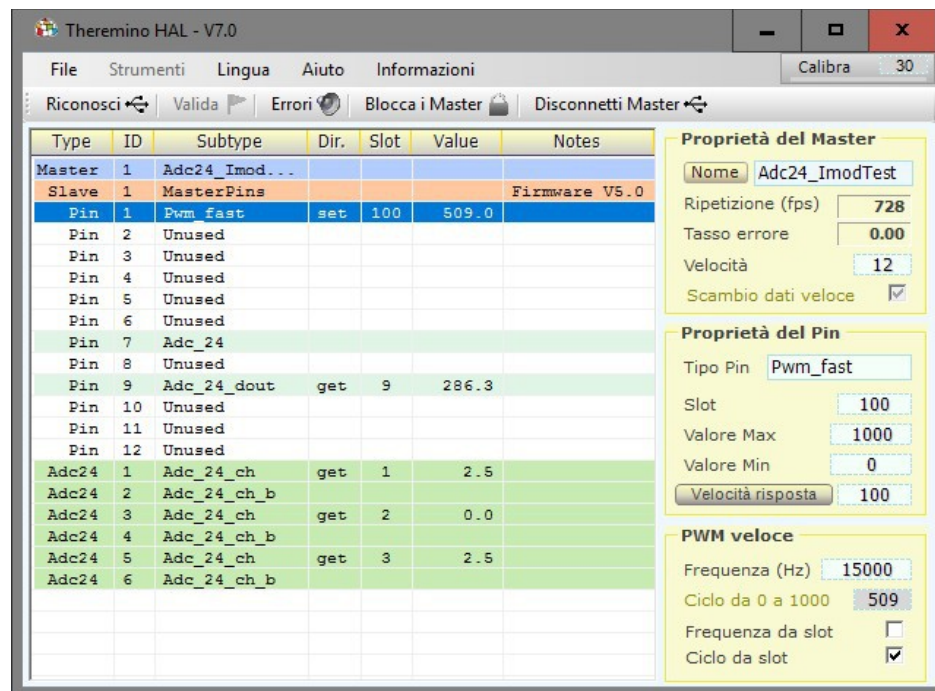 Theremino HAL - V7.0
File Strumenti Lingua Aiuto Informazioni Calibra 30
Riconosci Valida Errori Blocca i Master Disconnetti Master
Type ID Subtype Dir. Slot Value Notes
Master 1 Adc24_Imod...
Slave 1 MasterPins Firmware V5.0
Pin 1 Pwm_fast set 100 509.0
Pin 2 Unused
Pin 3 Unused
Pin 4 Unused
Pin 5 Unused
Pin 6 Unused
Pin 7 Adc_24
Pin 8 Unused
Pin 9 Adc_24_dout get 9 286.3
Pin 10 Unused
Pin 11 Unused
Pin 12 Unused
Adc24 1 Adc_24_ch get 1 2.5
Adc24 2 Adc_24_ch_b
Adc24 3 Adc_24_ch get 2 0.0
Adc24 4 Adc_24_ch_b
Adc24 5 Adc_24_ch get 3 2.5
Adc24 6 Adc_24_ch_b
Proprietà del Master
Nome Adc24_ImodTest
Ripetizione (fps) 728
Tasso errore 0.00
Velocità 12
Scambio dati veloce
Proprietà del Pin
Tipo Pin Pwm_fast
Slot 100
Valore Max 1000
Valore Min 0
Velocità risposta 100
PWM veloce
Frequenza (Hz) 15000
Ciclo da 0 a 1000 509
Frequenza da slot
Ciclo da slot